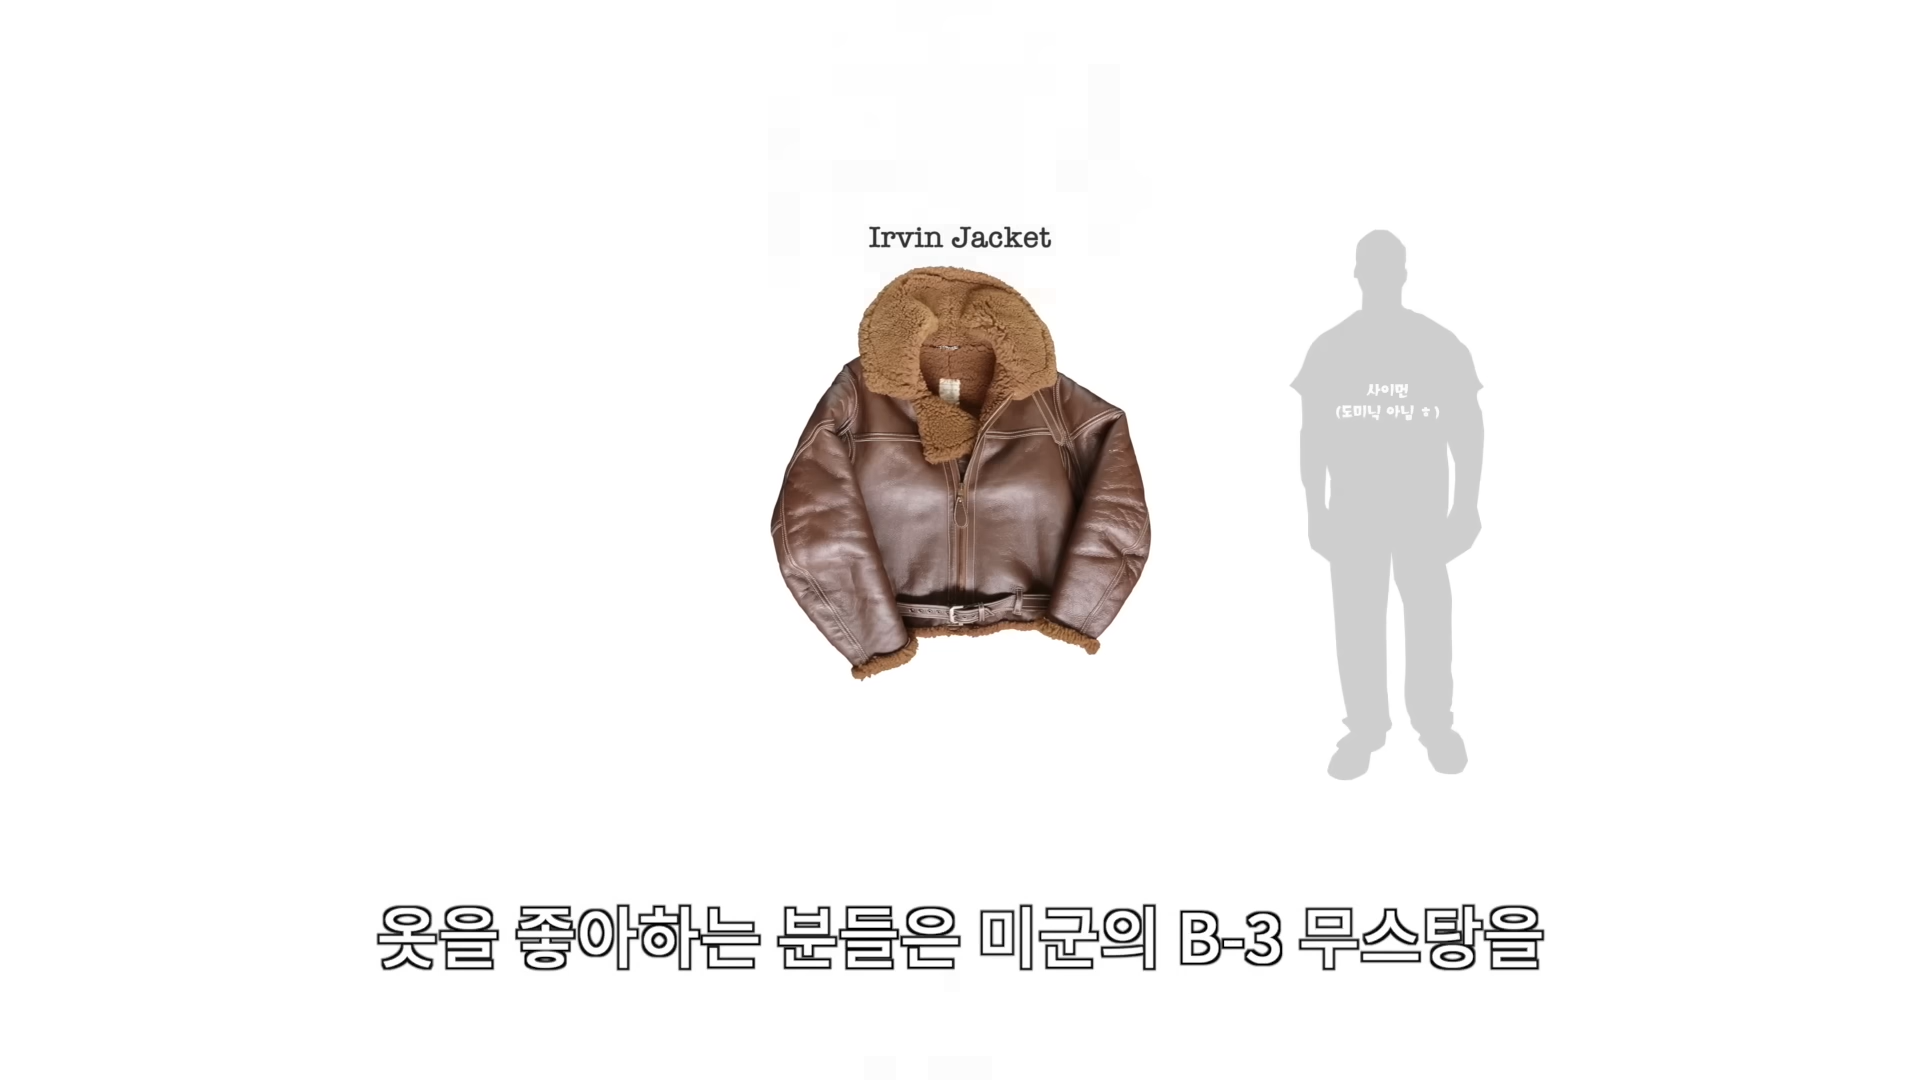 Irvin Jacket
사이먼
(도미닉 아님 ㅎ)
옷을 좋아하는 분들은 미군의 B-3 무스탕을